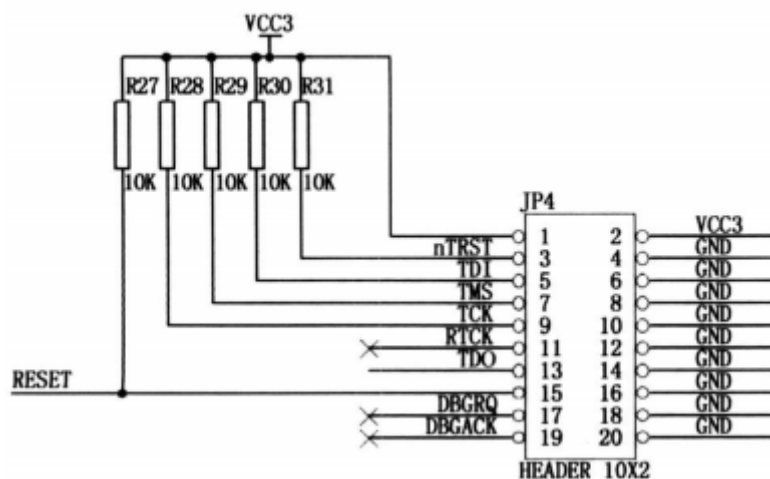 VCC3
R27 R28 R29 R30 R31
10K 10K 10K 10K 10K
JP4
1 2 VCC3
nTRST 3 4 GND
TDI 5 6 GND
TMS 7 8 GND
TCK 9 10 GND
RTCK 11 12 GND
TDO 13 14 GND
RESET 15 16 GND
DBGRQ 17 18 GND
DBGACK 19 20 GND
HEADER 10X2